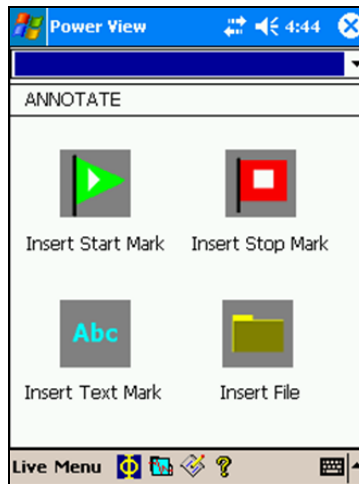 Power View 4:44
ANNOTATE
Insert Start Mark Insert Stop Mark
Abc
Insert Text Mark Insert File
Live Menu Φ ?